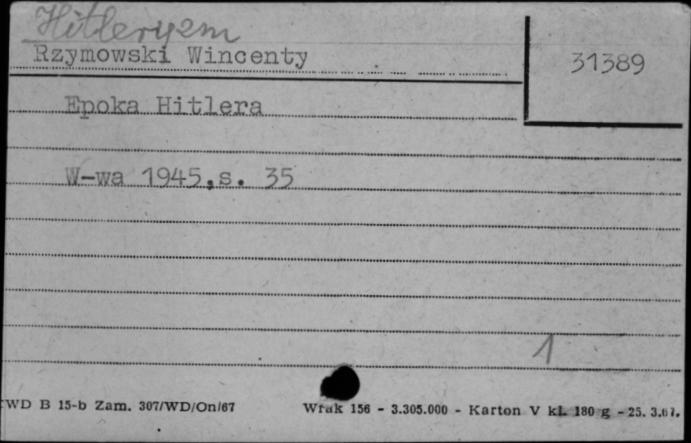 Hitleryzm
Rzymowski Wincenty
31389
Epoka Hitlera
W-wa 1945,s. 35
1
WD B 15-b Zam. 307/WD/On/67
Wrak 156 - 3.305.000 - Karton V kl. 180 g - 25. 3.67.